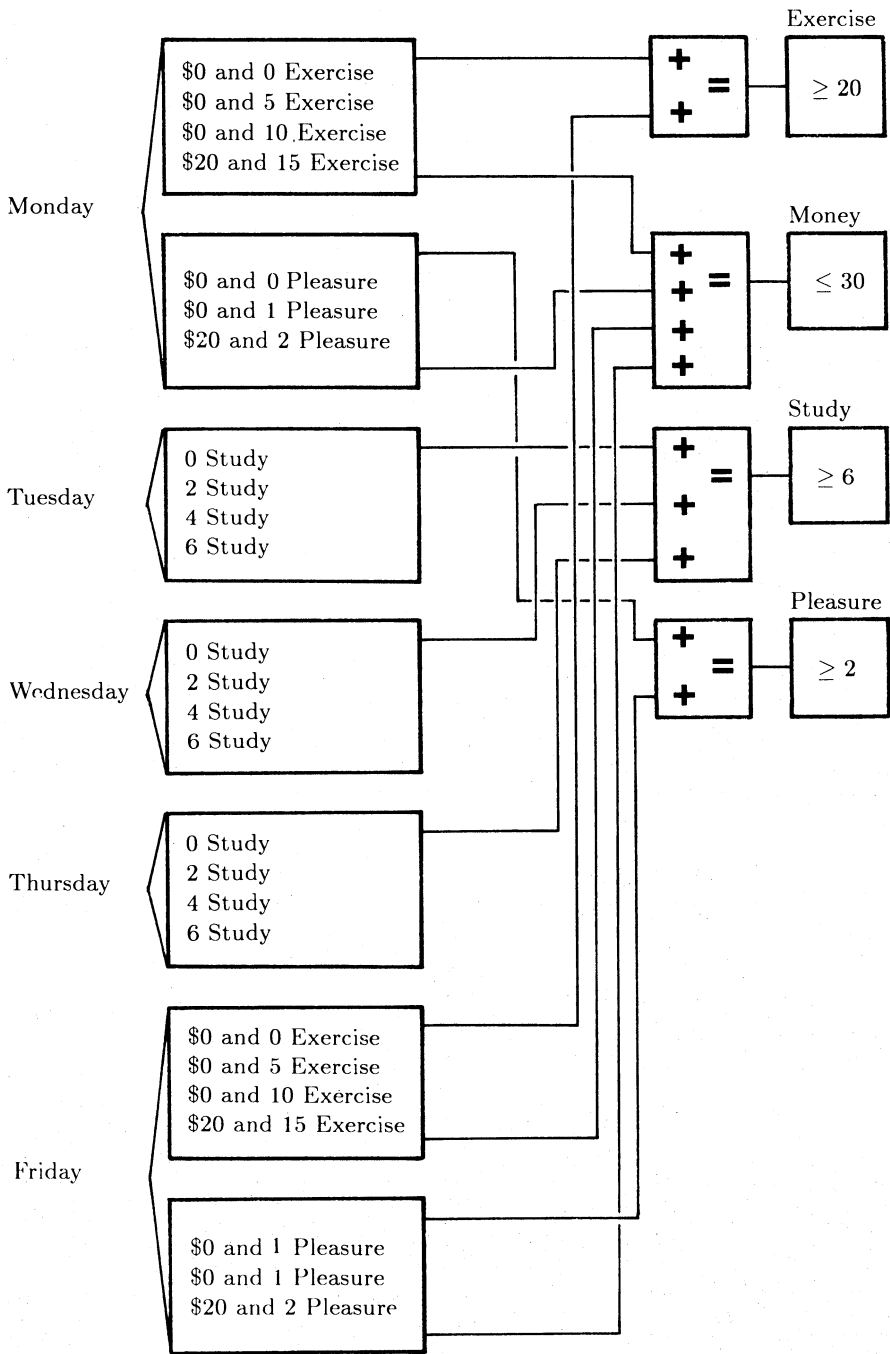 Exercise
$0 and 0 Exercise
$0 and 5 Exercise
$0 and 10 Exercise
$20 and 15 Exercise
+
+
=
≥ 20
Monday
$0 and 0 Pleasure
$0 and 1 Pleasure
$20 and 2 Pleasure
Money
+
+
+
+
=
≤ 30
Tuesday
0 Study
2 Study
4 Study
6 Study
Study
+
+
+
=
≥ 6
Wednesday
0 Study
2 Study
4 Study
6 Study
Pleasure
+
+
=
≥ 2
Thursday
0 Study
2 Study
4 Study
6 Study
Friday
$0 and 0 Exercise
$0 and 5 Exercise
$0 and 10 Exercise
$20 and 15 Exercise
$0 and 1 Pleasure
$0 and 1 Pleasure
$20 and 2 Pleasure